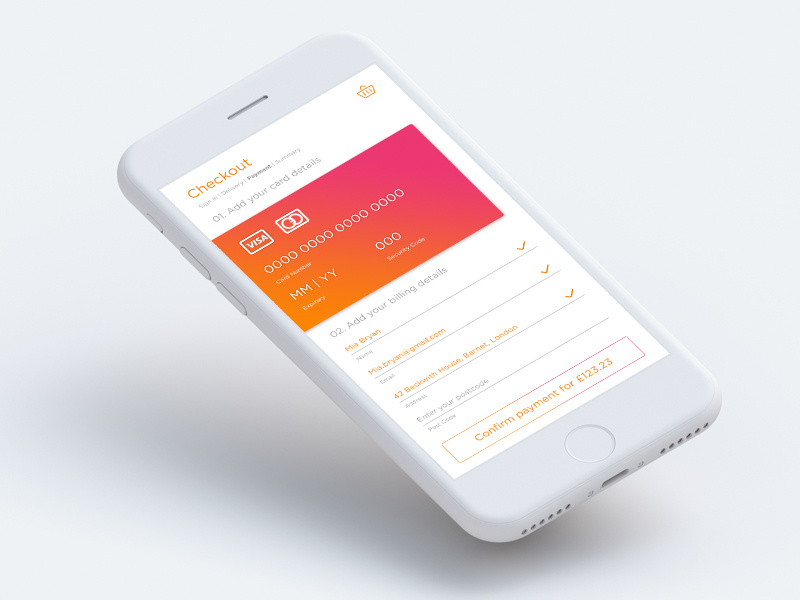 Checkout
Sign in | Delivery | Payment | Summary
01. Add your card details
VISA
0000 0000 0000 0000
Card Number
MM | YY
000
Expirary
Security Code
02. Add your billing details
Mia Bryan
Name
Mia.bryan@gmail.com
Email
42 Beckwith House, Barnet, London
Address
Enter your postcode
Post Code
Confirm payment for £123.23